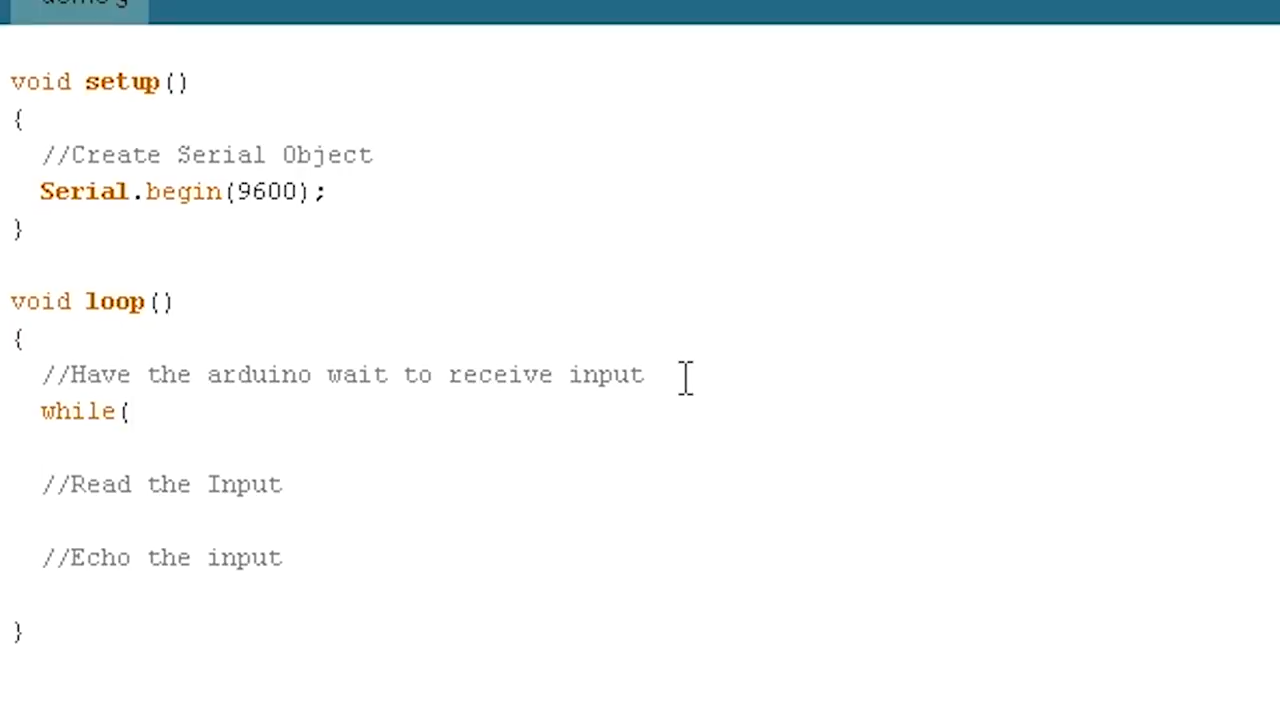 void setup()
{
//Create Serial Object
Serial.begin(9600);
}
void loop()
{
//Have the arduino wait to receive input
while(
//Read the Input
//Echo the input
}